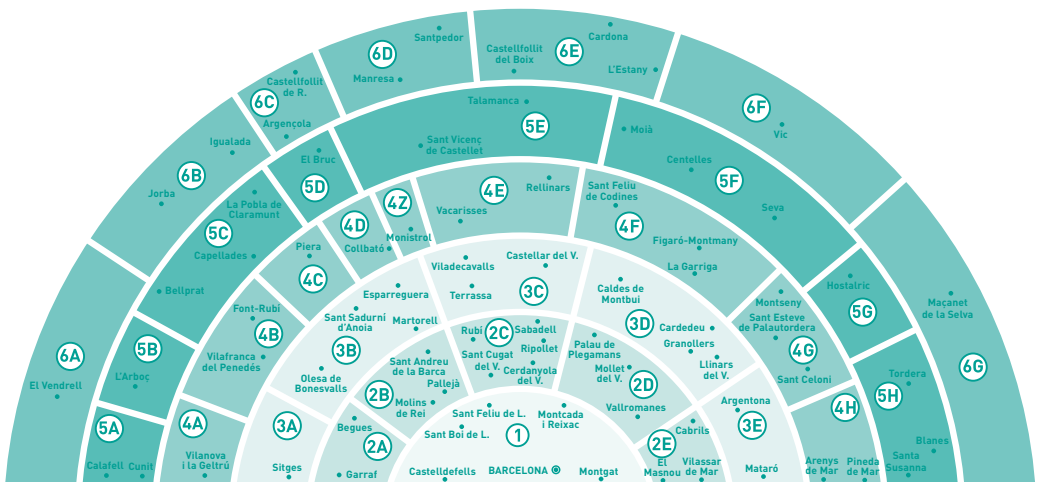 6D
Santpedor
Manresa
6E
Cardona
Castellfollit
del Boix
L'Estany
6C
Castellfollit
de R.
Argençola
6F
Vic
6B
Igualada
Jorba
5E
Talamanca
Sant Vicenç
de Castellet
5F
Moià
Centelles
Seva
5D
El Bruc
5C
La Pobla de
Claramunt
Capellades
Bellprat
4Z
Monistrol
4E
Rellinars
Vacarisses
4F
Sant Feliu
de Codines
Figaró-Montmany
La Garriga
4D
Collbató
4C
Piera
4B
Font-Rubí
Vilafranca
del Penedès
3C
Viladecavalls
Castellar del V.
Terrassa
3D
Caldes de
Montbui
Cardedeu
Granollers
Llinars
del V.
3B
Esparreguera
Sant Sadurní
d'Anoia
Martorell
Olesa de
Bonesvalls
4G
Montseny
Sant Esteve
de Palautordera
Sant Celoni
5G
Hostalric
6G
Maçanet
de la Selva
6A
El Vendrell
5B
L'Arboç
2C
Rubí
Sabadell
Ripollet
Sant Cugat
del V.
Cerdanyola
del V.
2D
Palau de
Plegamans
Mollet
del V.
Vallromanes
2B
Sant Andreu
de la Barca
Pallejà
Molins
de Rei
5H
Tordera
Blanes
Santa
Susanna
5A
Calafell
Cunit
4A
Vilanova
i la Geltrú
3A
Sitges
2A
Begues
Garraf
1
Sant Feliu de L.
Montcada
i Reixac
Sant Boi de L.
Castelldefells
BARCELONA
Montgat
2E
Cabrils
El
Masnou
Vilassar
de Mar
3E
Argentona
Mataró
4H
Arenys
de Mar
Pineda
de Mar